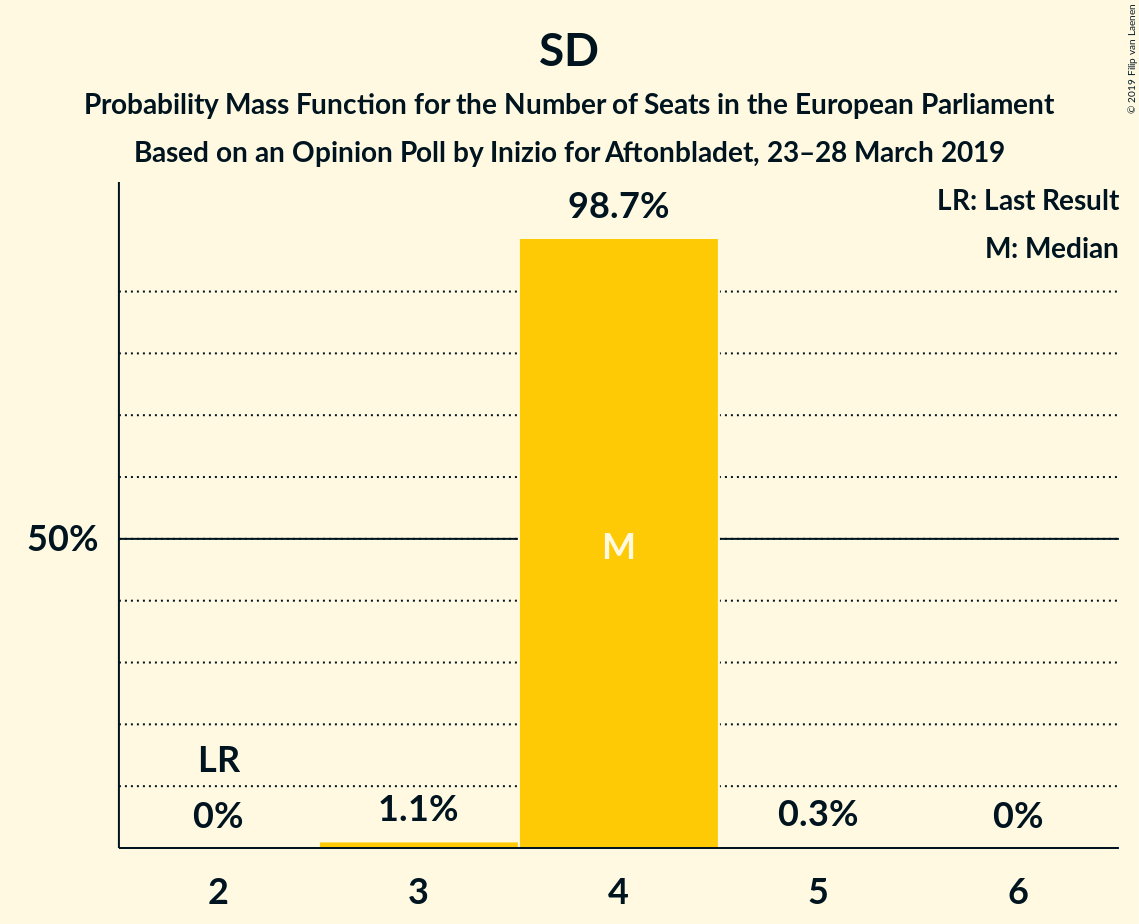 SD
Probability Mass Function for the Number of Seats in the European Parliament
Based on an Opinion Poll by Inizio for Aftonbladet, 23–28 March 2019
© 2019 Filip van Laenen
LR: Last Result
M: Median
98.7%
50%
M
LR
0%
1.1%
0.3%
0%
2
3
4
5
6